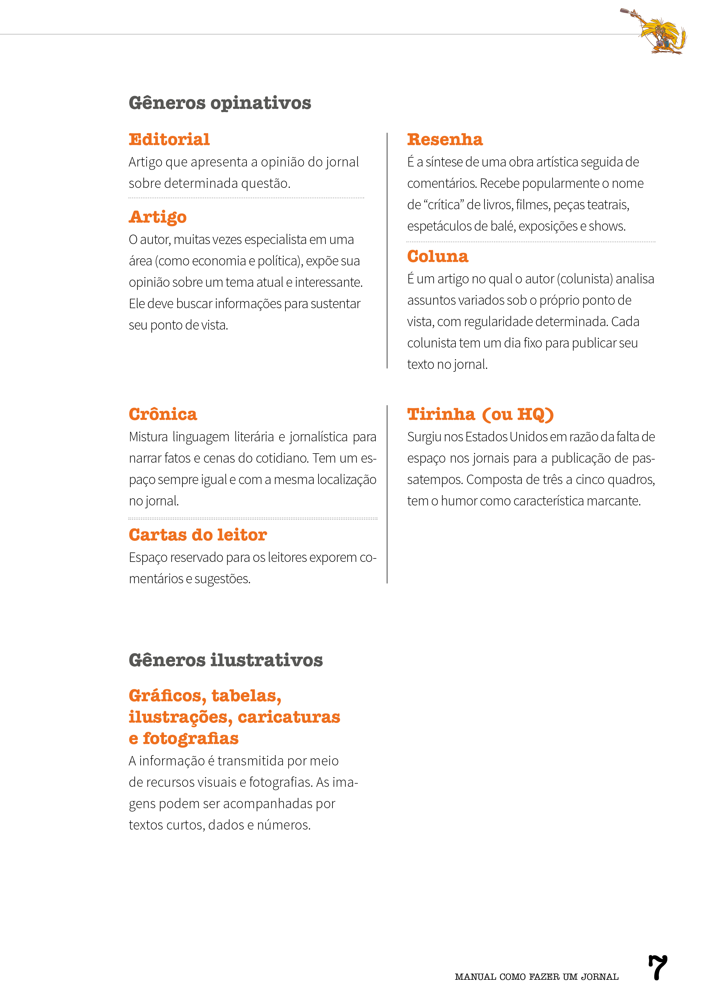 Gêneros opinativos
Editorial
Artigo que apresenta a opinião do jornal
sobre determinada questão.
Artigo
O autor, muitas vezes especialista em uma
área (como economia e política), expõe sua
opinião sobre um tema atual e interessante.
Ele deve buscar informações para sustentar
seu ponto de vista.
Resenha
É a síntese de uma obra artística seguida de
comentários. Recebe popularmente o nome
de “crítica” de livros, filmes, peças teatrais,
espetáculos de balé, exposições e shows.
Coluna
É um artigo no qual o autor (colunista) analisa
assuntos variados sob o próprio ponto de
vista, com regularidade determinada. Cada
colunista tem um dia fixo para publicar seu
texto no jornal.
Crônica
Mistura linguagem literária e jornalística para
narrar fatos e cenas do cotidiano. Tem um es-
paço sempre igual e com a mesma localização
no jornal.
Cartas do leitor
Espaço reservado para os leitores exporem co-
mentários e sugestões.
Tirinha (ou HQ)
Surgiu nos Estados Unidos em razão da falta de
espaço nos jornais para a publicação de pas-
satempos. Composta de três a cinco quadros,
tem o humor como característica marcante.
Gêneros ilustrativos
Gráficos, tabelas,
ilustrações, caricaturas
e fotografias
A informação é transmitida por meio
de recursos visuais e fotografias. As ima-
gens podem ser acompanhadas por
textos curtos, dados e números.
MANUAL COMO FAZER UM JORNAL
7